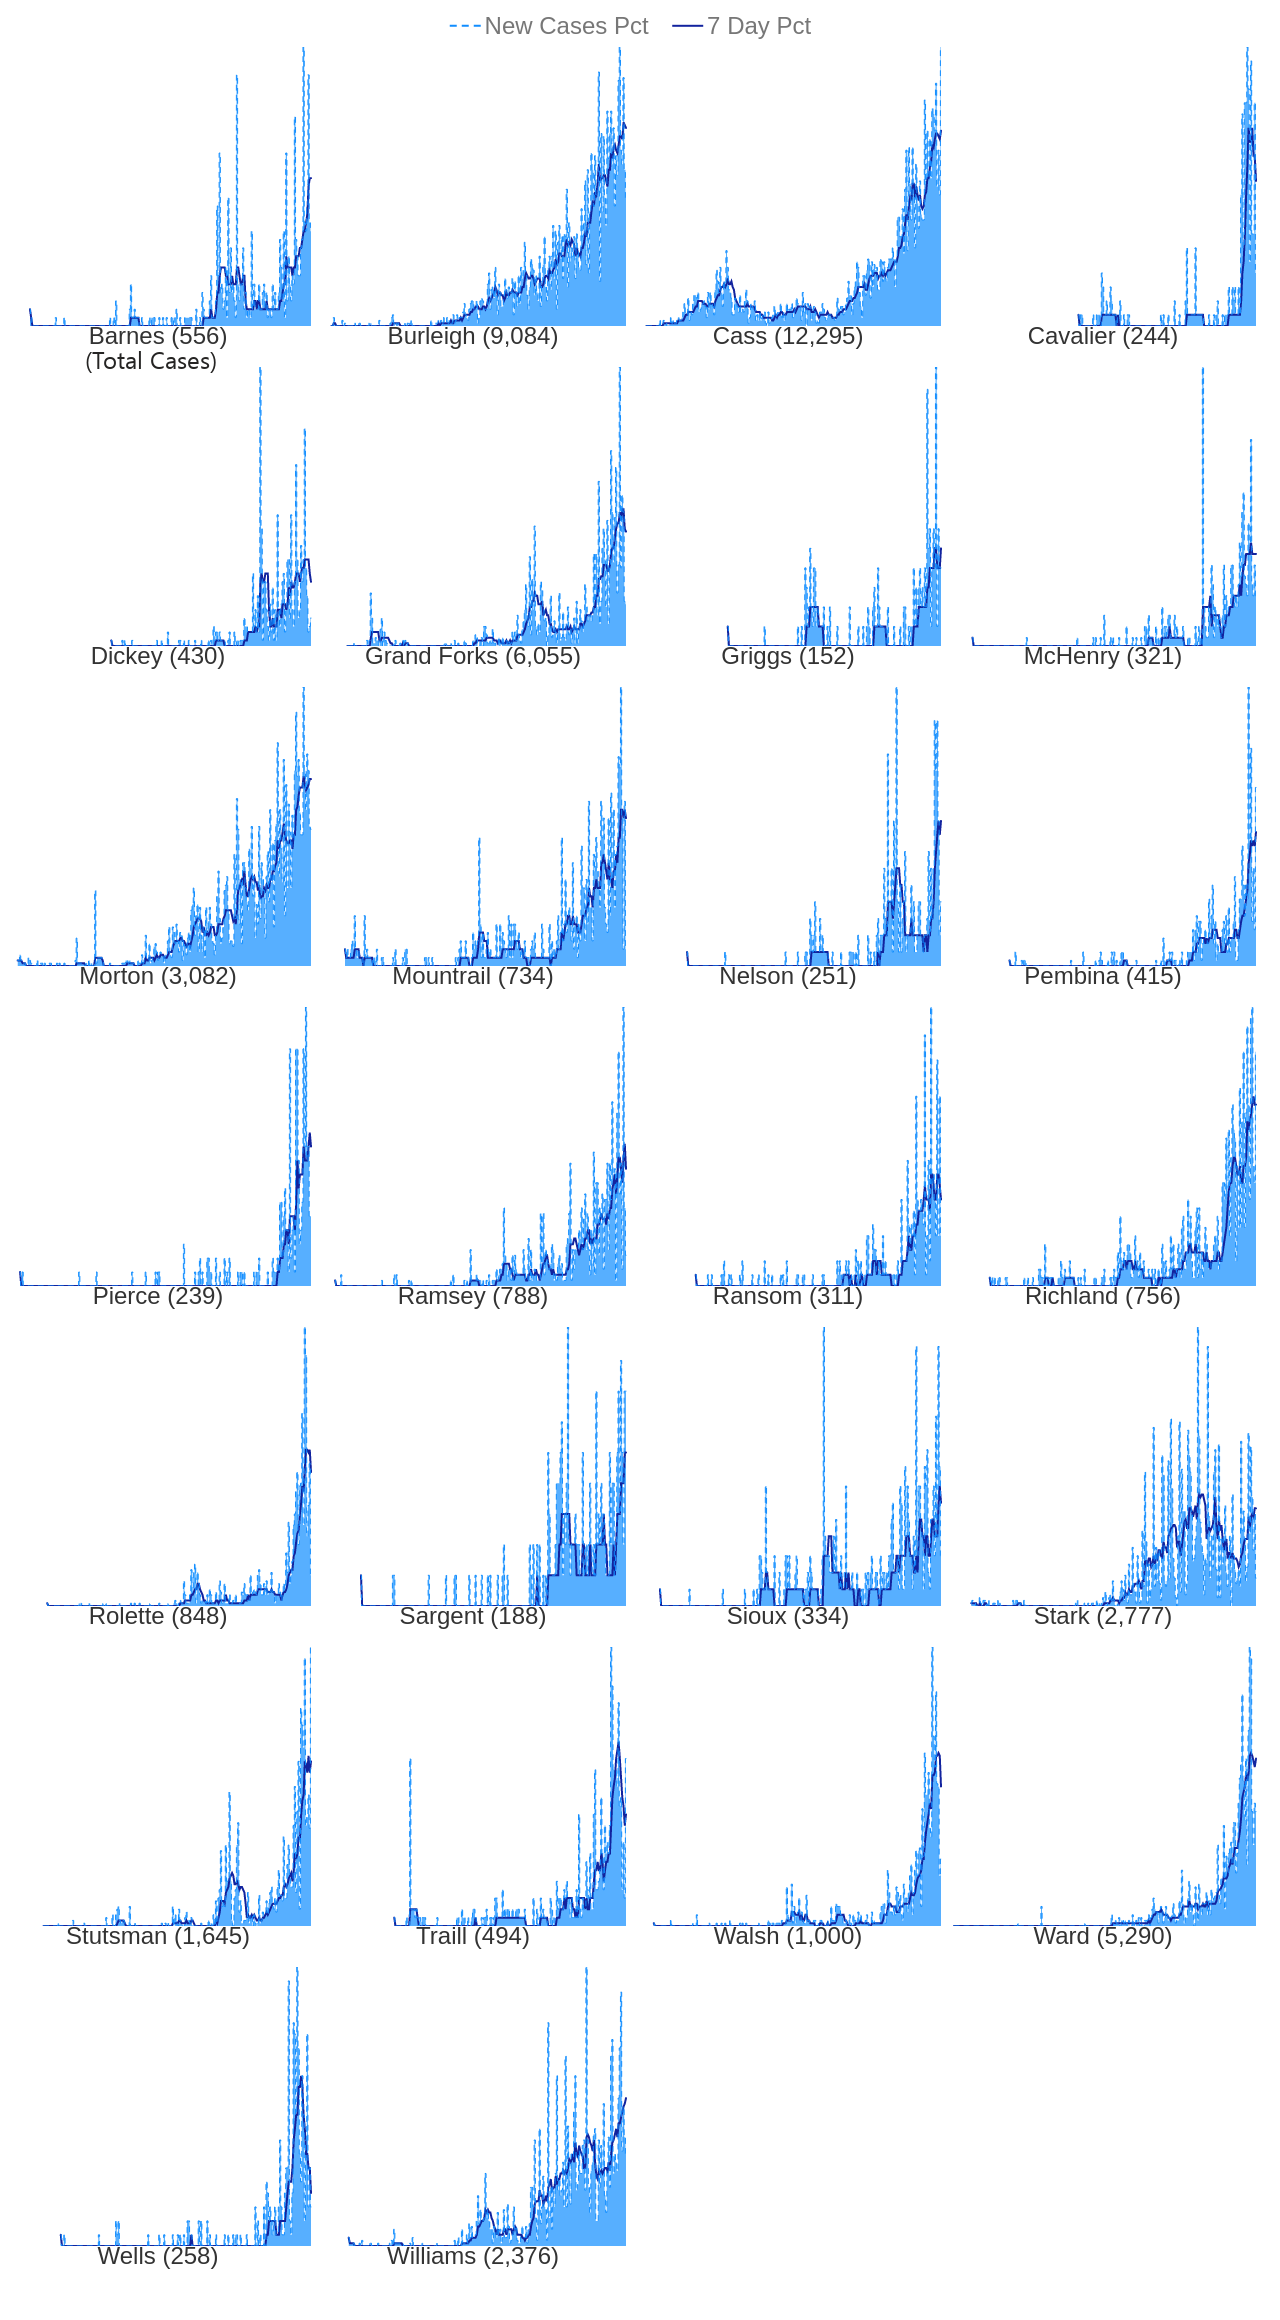 New Cases Pct 7 Day Pct
Barnes (556) Burleigh (9,084) Cass (12,295) Cavalier (244)
(Total Cases)
Dickey (430) Grand Forks (6,055) Griggs (152) McHenry (321)
Morton (3,082) Mountrail (734) Nelson (251) Pembina (415)
Pierce (239) Ramsey (788) Ransom (311) Richland (756)
Rolette (848) Sargent (188) Sioux (334) Stark (2,777)
Stutsman (1,645) Traill (494) Walsh (1,000) Ward (5,290)
Wells (258) Williams (2,376)